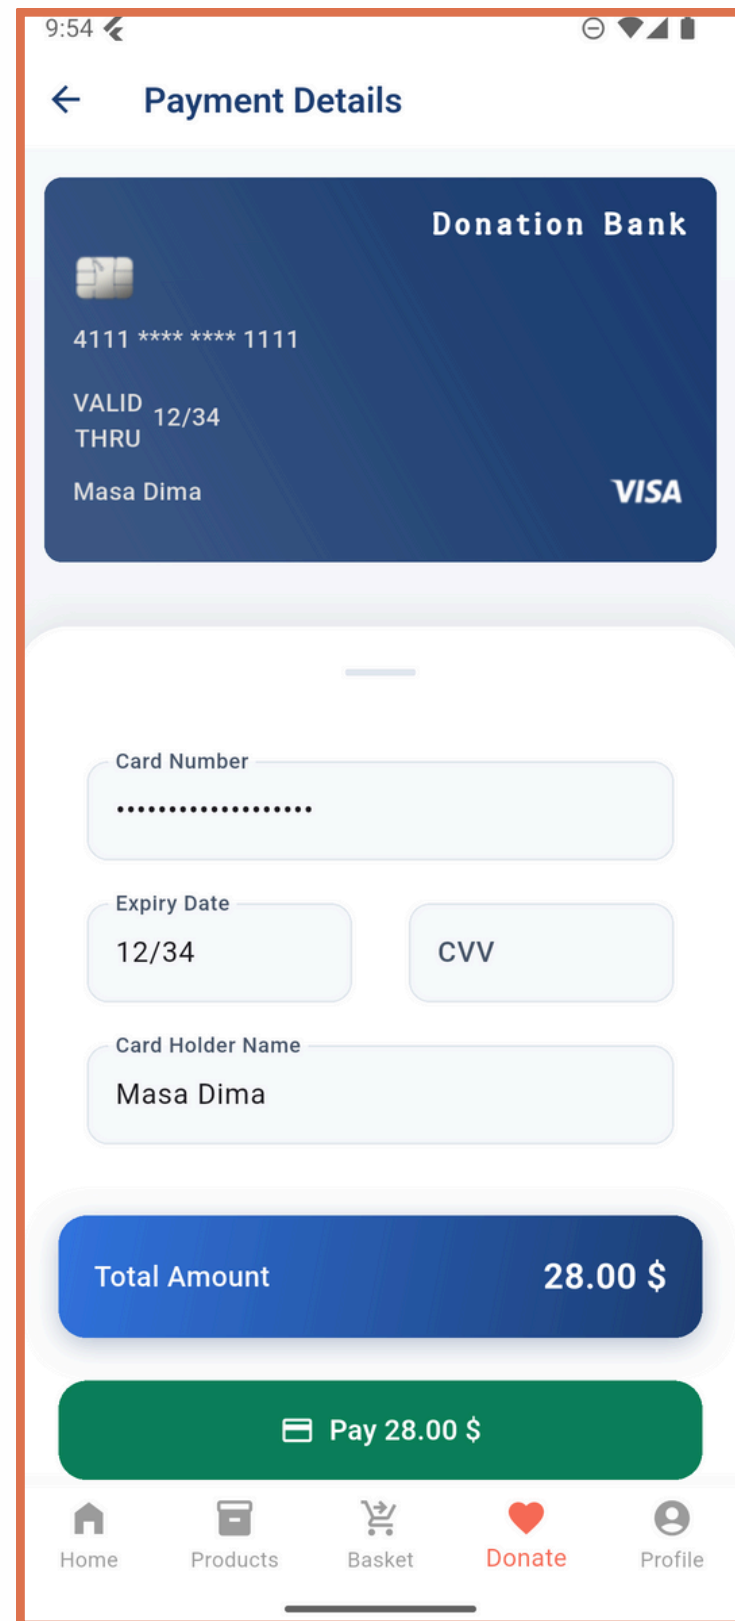 9:54
Payment Details
Donation Bank
4111 **** **** 1111
VALID
THRU
12/34
Masa Dima
VISA
Card Number
•••••••••••••••••••
Expiry Date
12/34
CVV
Card Holder Name
Masa Dima
Total Amount
28.00 $
Pay 28.00 $
Home
Products
Basket
Donate
Profile